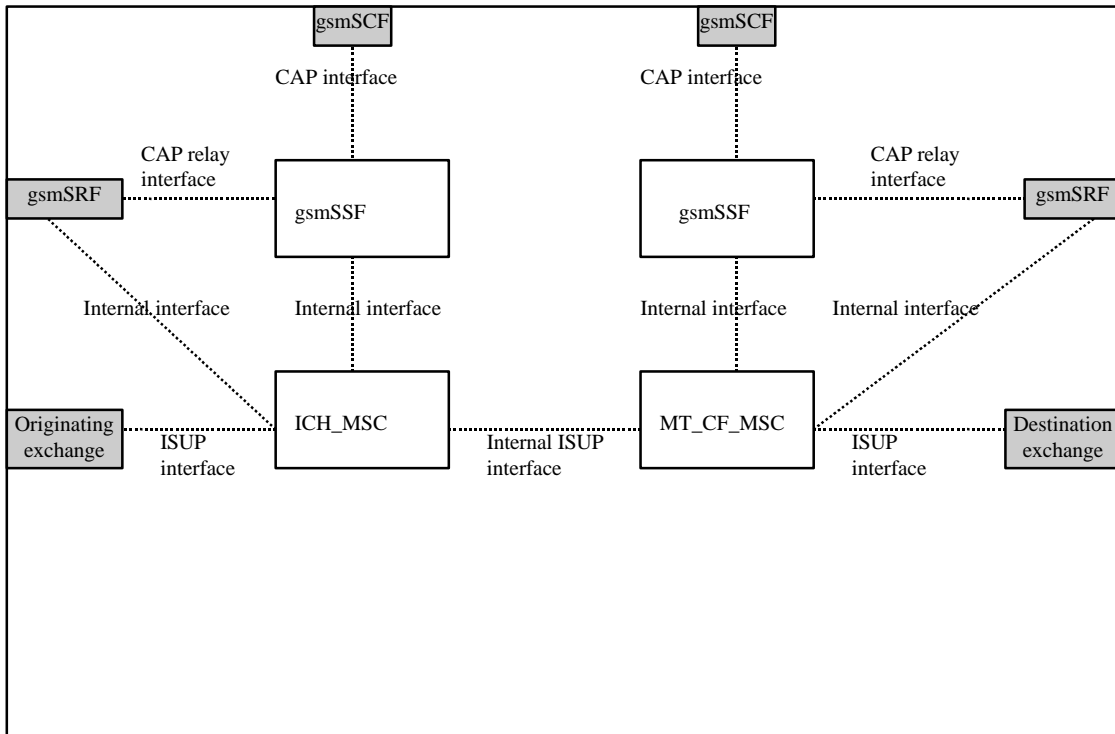 gsmSCF
gsmSCF
CAP interface
CAP interface
CAP relay
interface
CAP relay
interface
gsmSRF
gsmSSF
gsmSSF
gsmSRF
Internal interface
Internal interface
Internal interface
Internal interface
Originating
exchange
ISUP
interface
ICH_MSC
Internal ISUP
interface
MT_CF_MSC
ISUP
interface
Destination
exchange